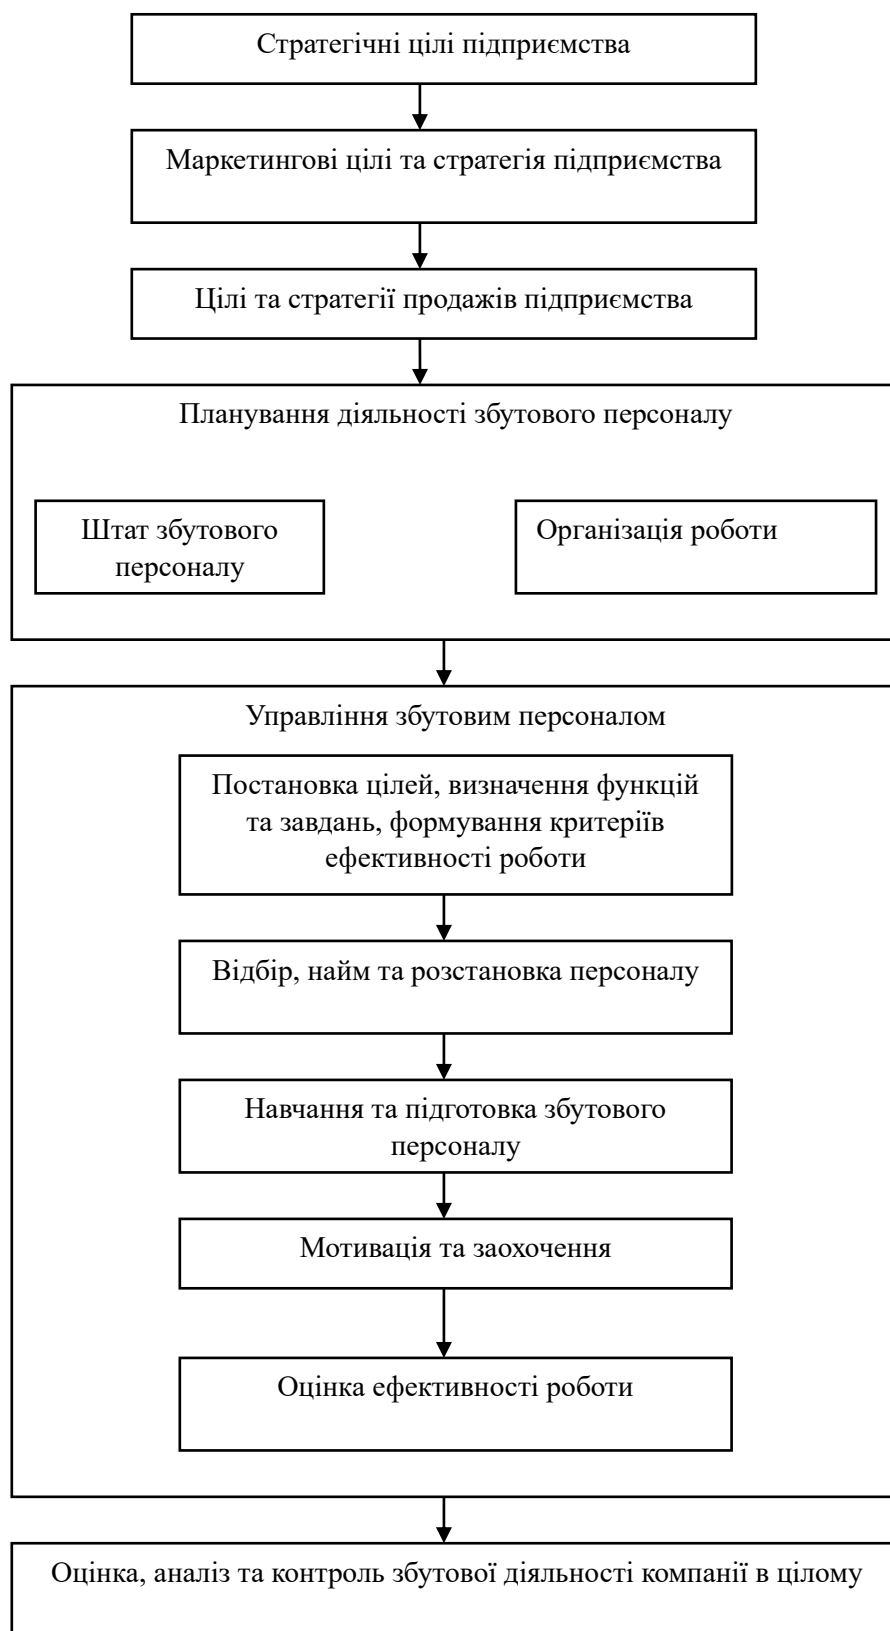 Стратегічні цілі підприємства
Маркетингові цілі та стратегія підприємства
Цілі та стратегії продажів підприємства
Планування діяльності збутового персоналу
Штат збутового
персоналу
Організація роботи
Управління збутовим персоналом
Постановка цілей, визначення функцій
та завдань, формування критеріїв
ефективності роботи
Відбір, найм та розстановка персоналу
Навчання та підготовка збутового
персоналу
Мотивація та заохочення
Оцінка ефективності роботи
Оцінка, аналіз та контроль збутової діяльності компанії в цілому